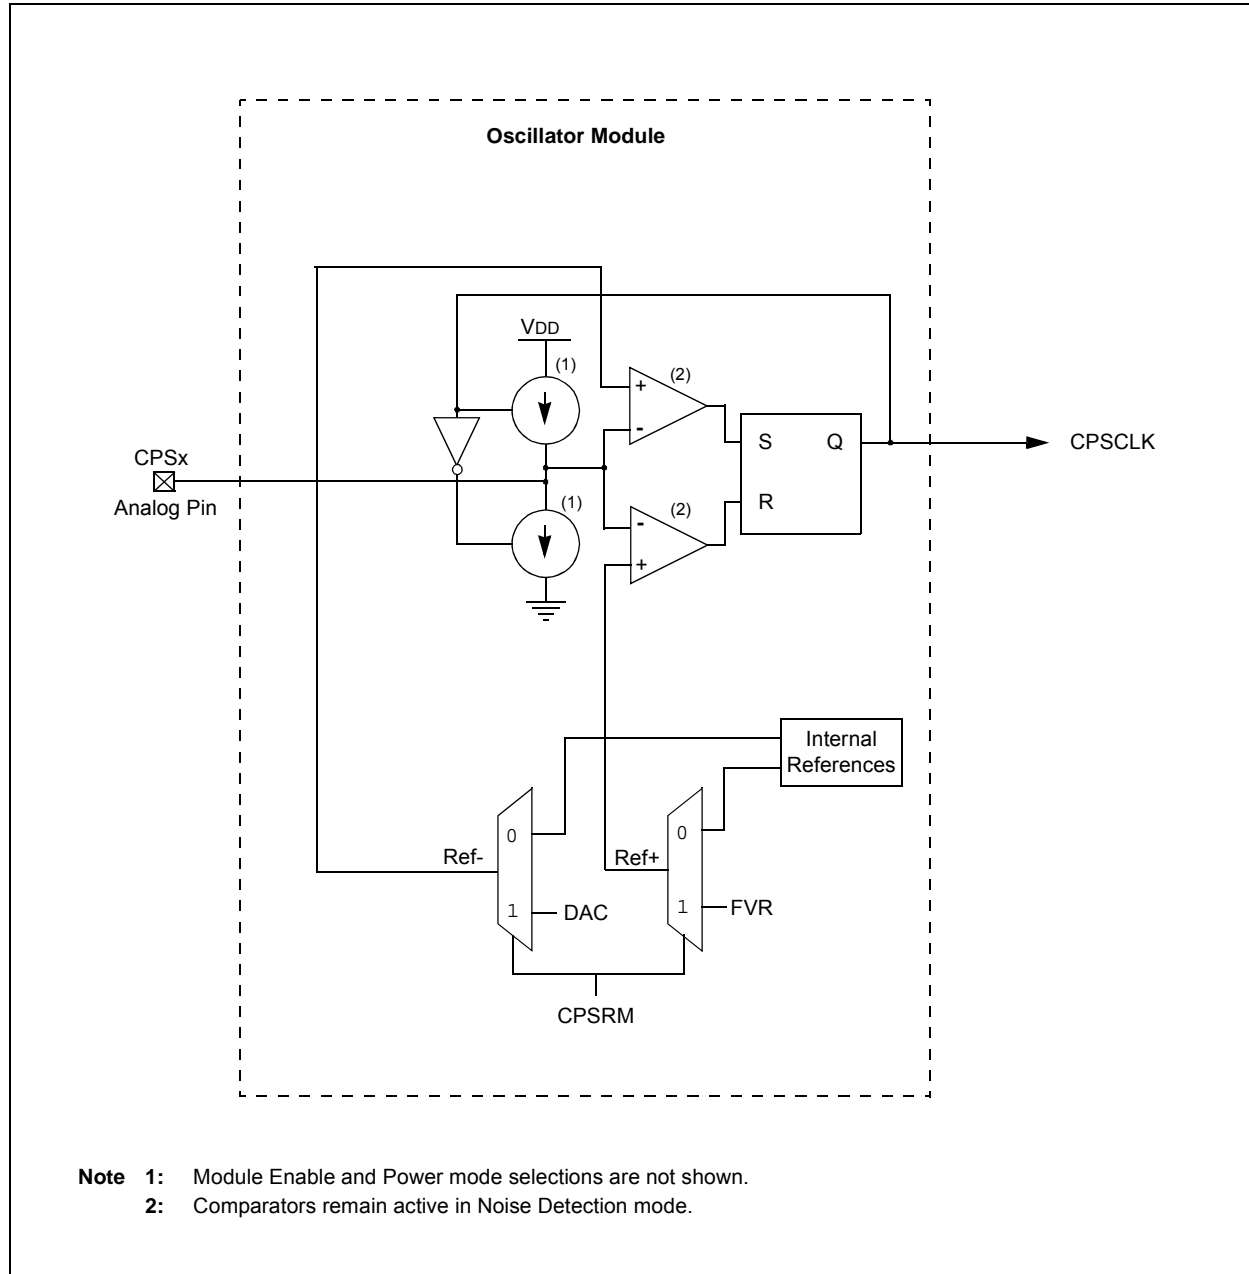 Oscillator Module
VDD
(1)
(2)
+
-
S Q
CPSCLK
CPSx
Analog Pin
(1)
(2)
R
-
+
Internal
References
0
0
Ref-
Ref+
1
DAC
1
FVR
CPSRM
Note 1: Module Enable and Power mode selections are not shown.
2: Comparators remain active in Noise Detection mode.